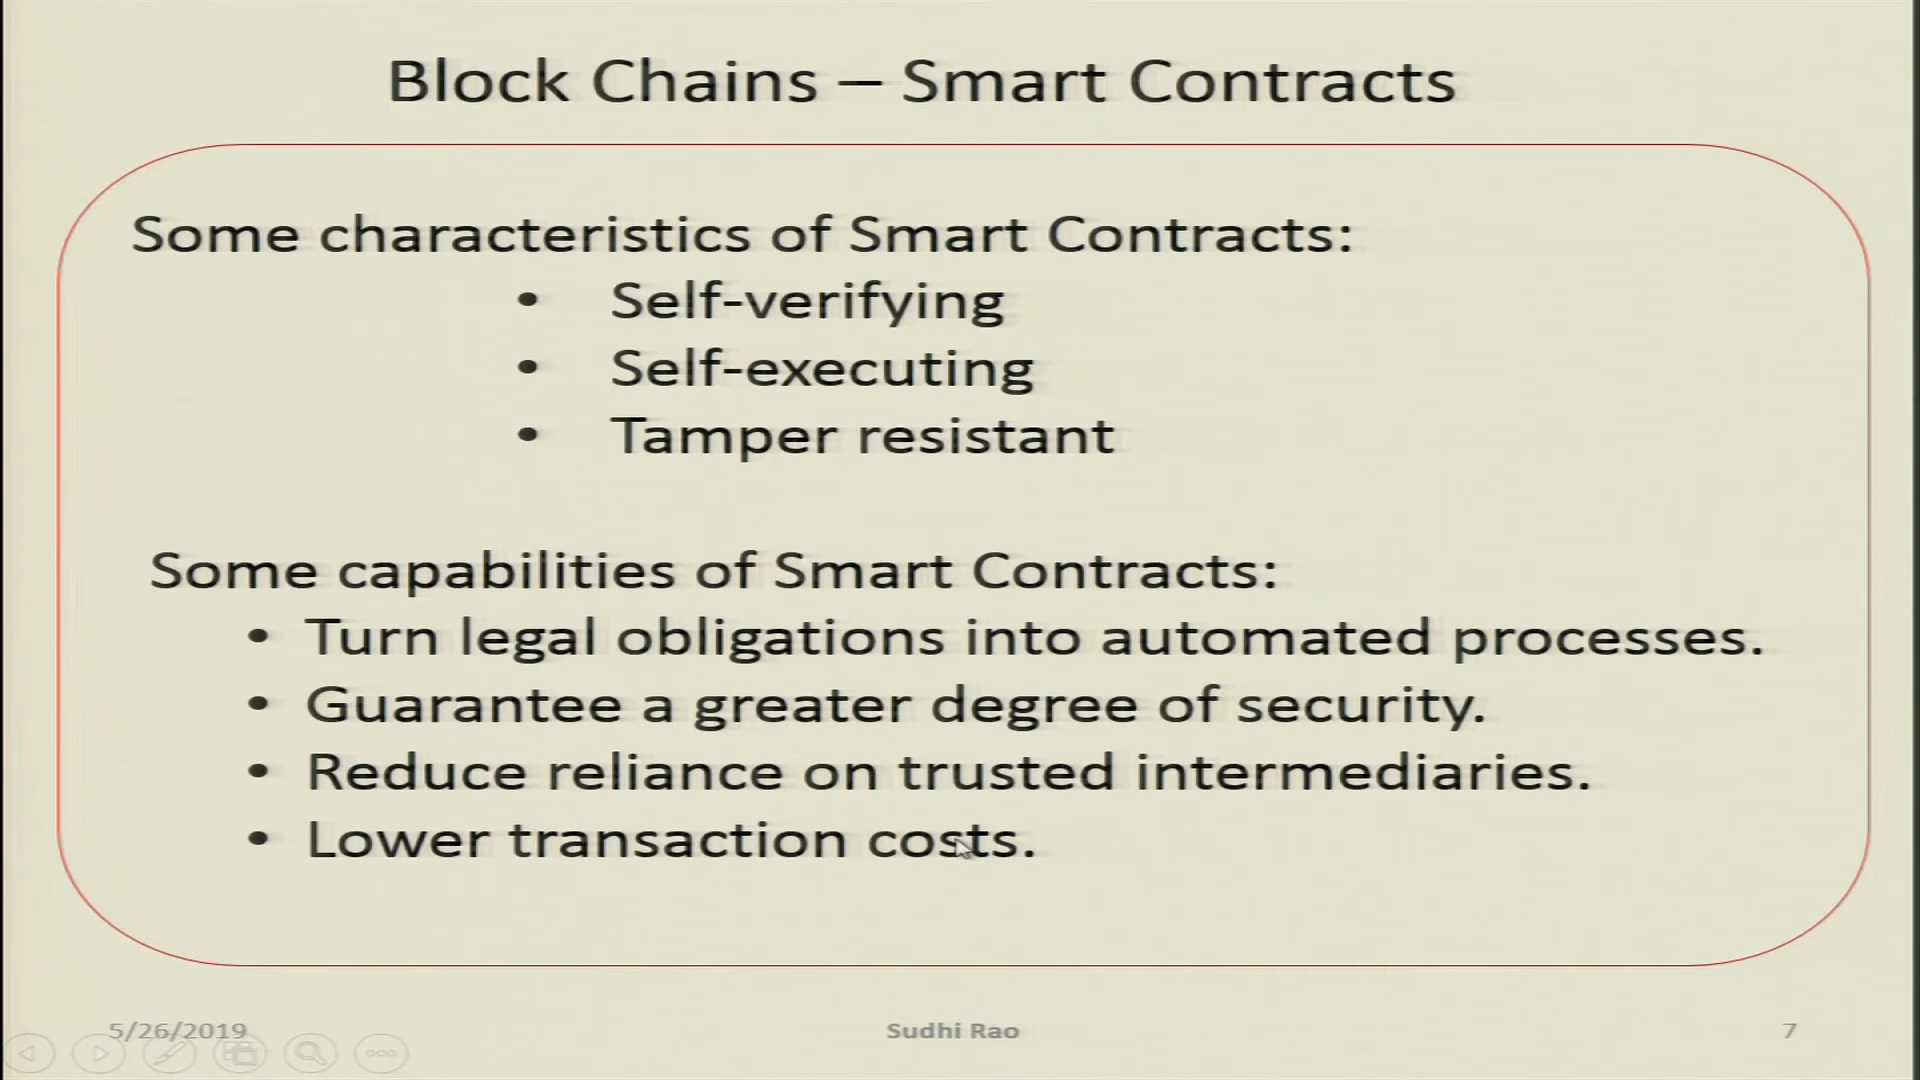 Block Chains – Smart Contracts
Some characteristics of Smart Contracts:
• Self-verifying
• Self-executing
• Tamper resistant
Some capabilities of Smart Contracts:
• Turn legal obligations into automated processes.
• Guarantee a greater degree of security.
• Reduce reliance on trusted intermediaries.
• Lower transaction costs.
5/26/2019
Sudhi Rao
7